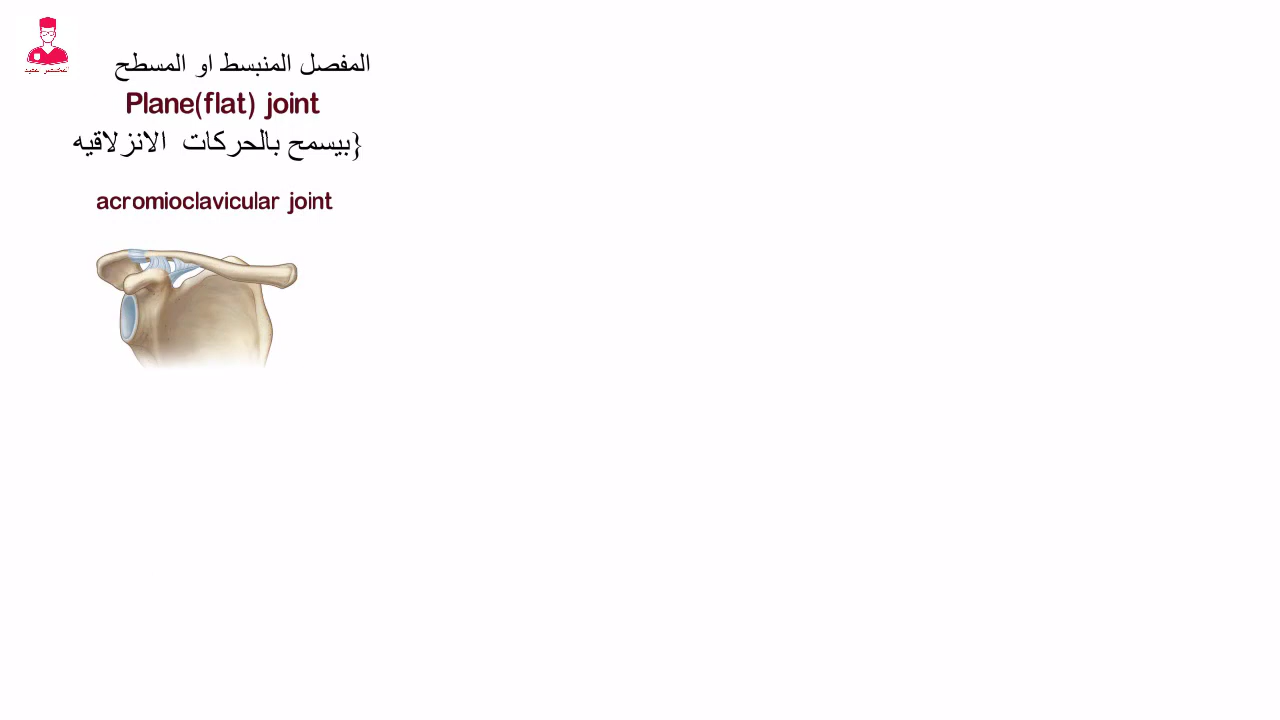 المفصل المنبسط او المسطح
Plane(flat) joint
{بيسمح بالحركات الانزلاقيه
acromioclavicular joint